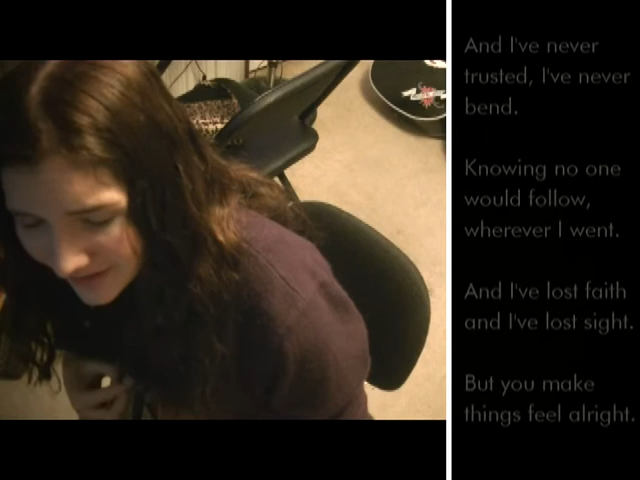 And I've never
trusted, I've never
bend.
Knowing no one
would follow,
wherever I went.
And I've lost faith
and I've lost sight.
But you make
things feel alright.